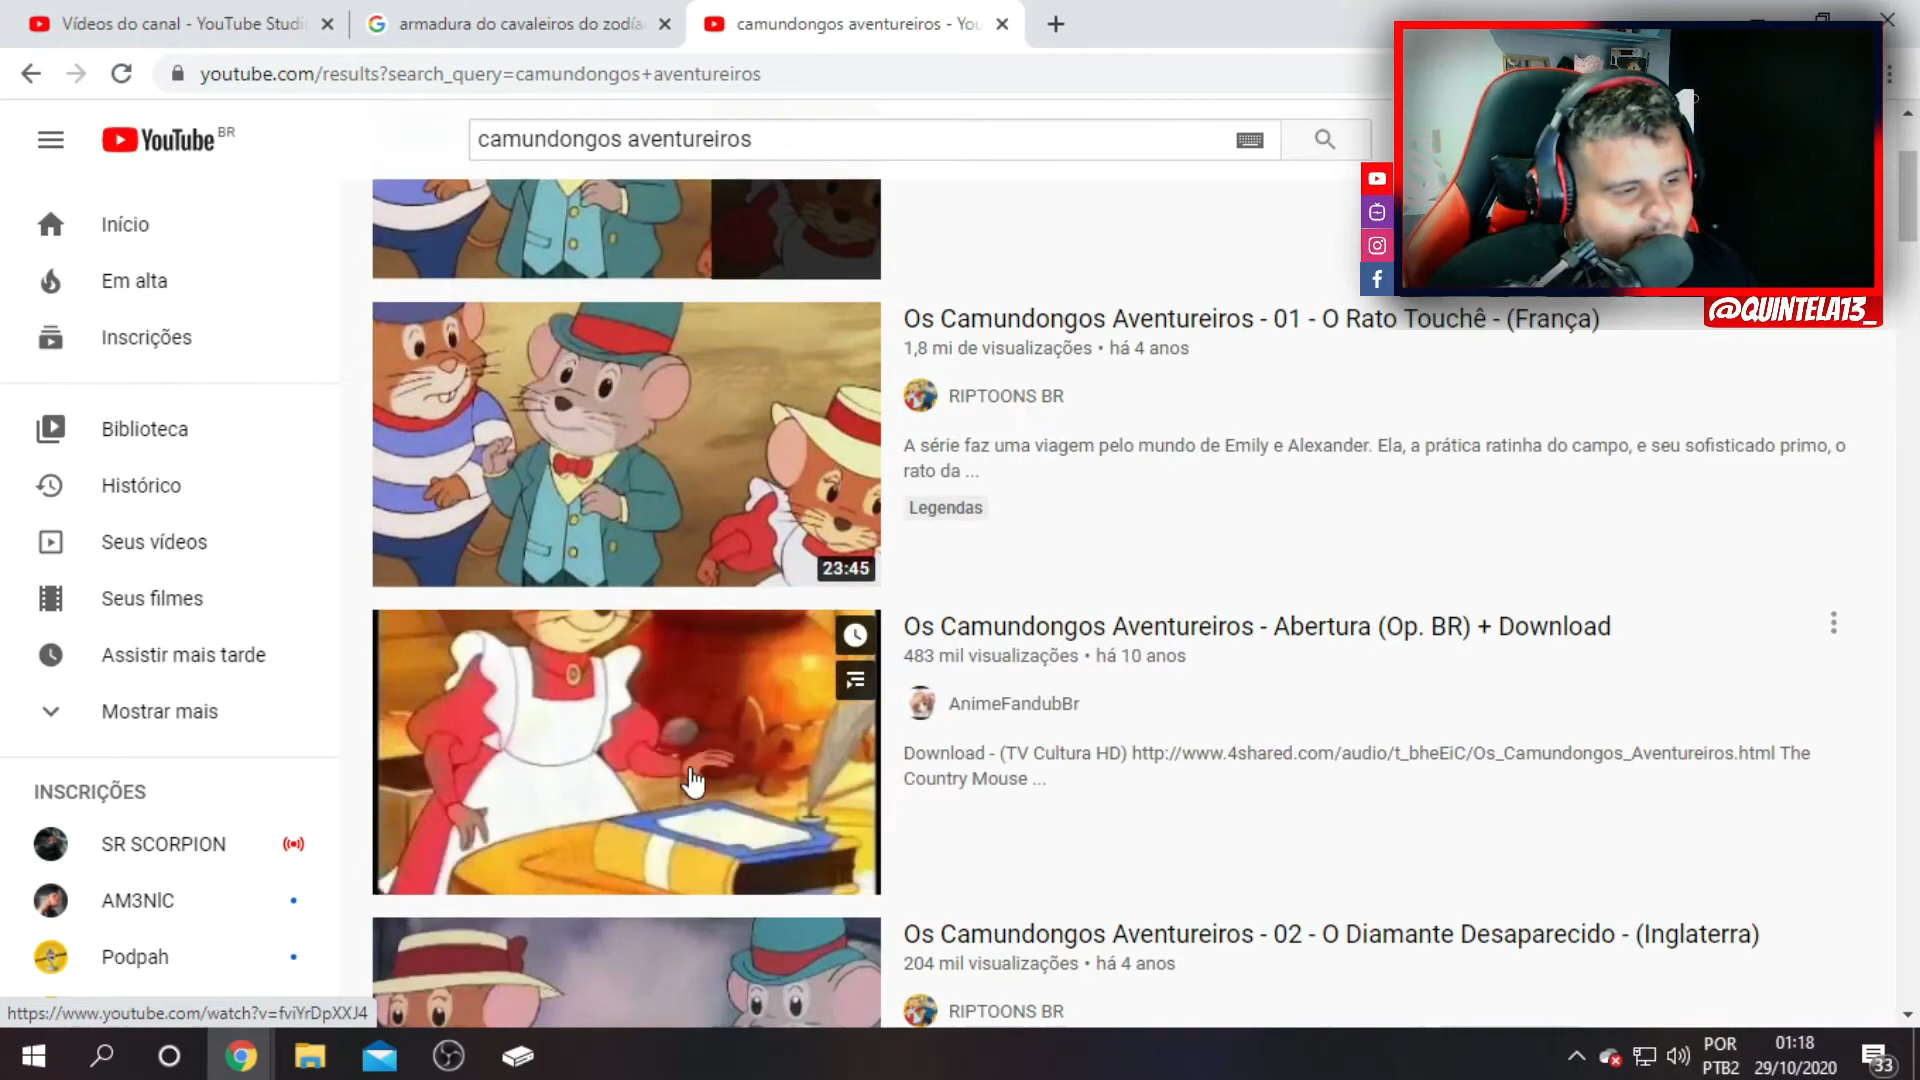 Vídeos do canal - YouTube Studio
armadura do cavaleiros do zodía
camundongos aventureiros - You
youtube.com/results?search_query=camundongos+aventureiros
YouTube BR
camundongos aventureiros
Início
Em alta
Inscrições
Biblioteca
Histórico
Seus vídeos
Seus filmes
Assistir mais tarde
Mostrar mais
INSCRIÇÕES
SR SCORPION
AM3NlC
Podpah
@QUINTELA13_
Os Camundongos Aventureiros - 01 - O Rato Touchê - (França)
1,8 mi de visualizações • há 4 anos
RIPTOONS BR
A série faz uma viagem pelo mundo de Emily e Alexander. Ela, a prática ratinha do campo, e seu sofisticado primo, o
rato da ...
Legendas
23:45
Os Camundongos Aventureiros - Abertura (Op. BR) + Download
483 mil visualizações • há 10 anos
AnimeFandubBr
Download - (TV Cultura HD) http://www.4shared.com/audio/t_bheEiC/Os_Camundongos_Aventureiros.html The
Country Mouse ...
Os Camundongos Aventureiros - 02 - O Diamante Desaparecido - (Inglaterra)
204 mil visualizações • há 4 anos
RIPTOONS BR
https://www.youtube.com/watch?v=fviYrDpXXJ4
POR
PTB2
01:18
29/10/2020
33